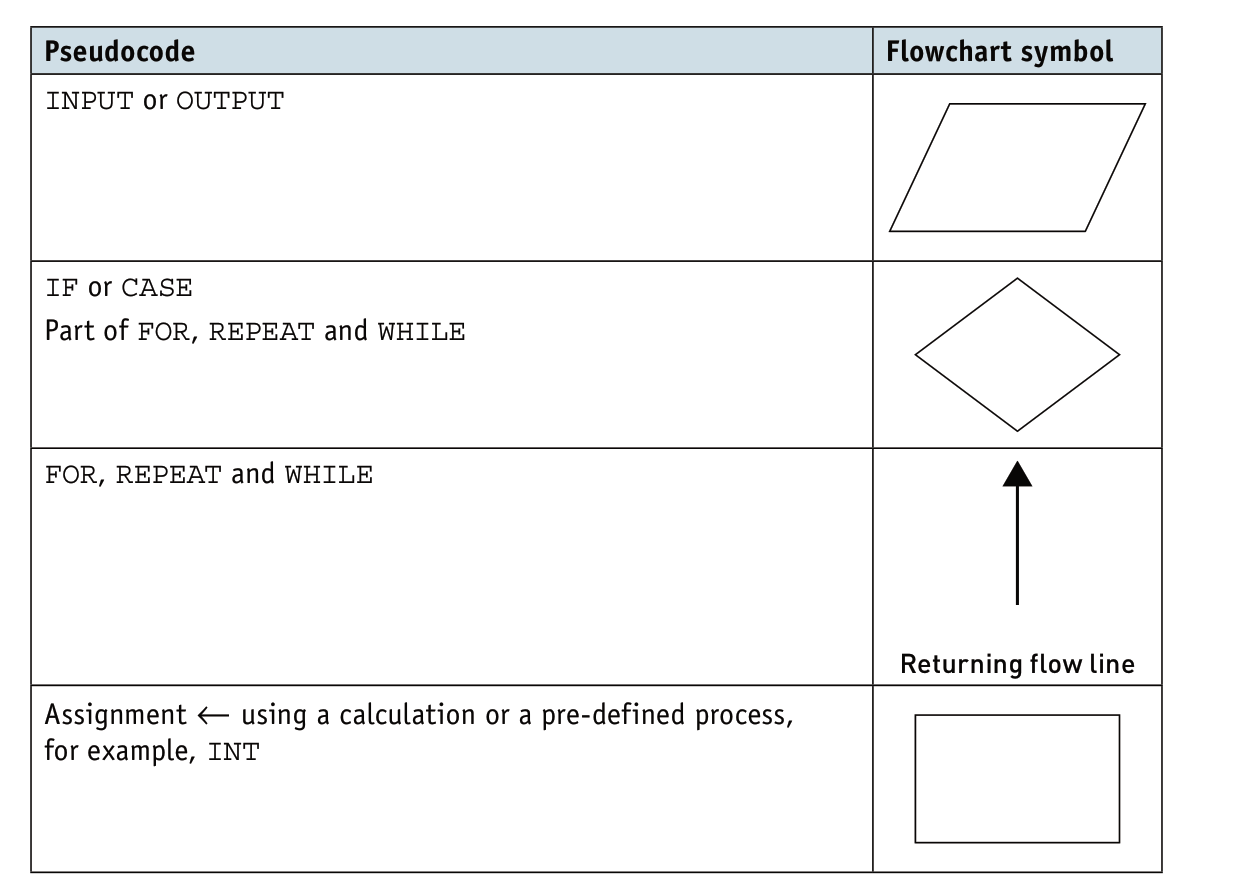 Pseudocode
Flowchart symbol
INPUT or OUTPUT
IF or CASE
Part of FOR, REPEAT and WHILE
FOR, REPEAT and WHILE
Returning flow line
Assignment ← using a calculation or a pre-defined process,
for example, INT